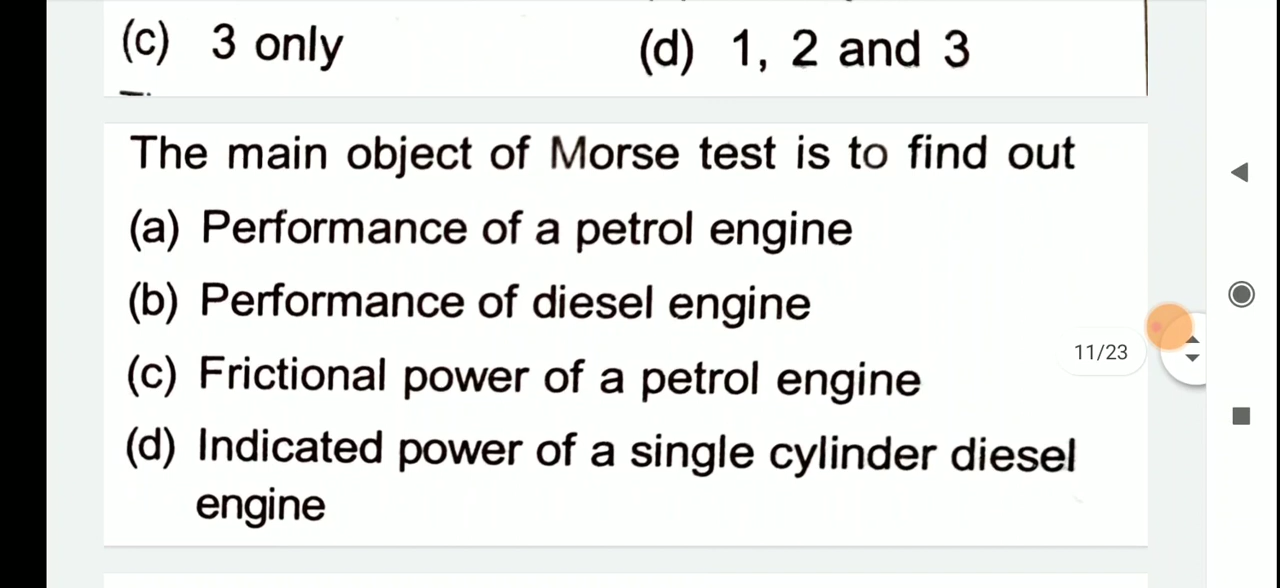 (c) 3 only (d) 1, 2 and 3
The main object of Morse test is to find out
(a) Performance of a petrol engine
(b) Performance of diesel engine
(c) Frictional power of a petrol engine
11/23
(d) Indicated power of a single cylinder diesel
engine